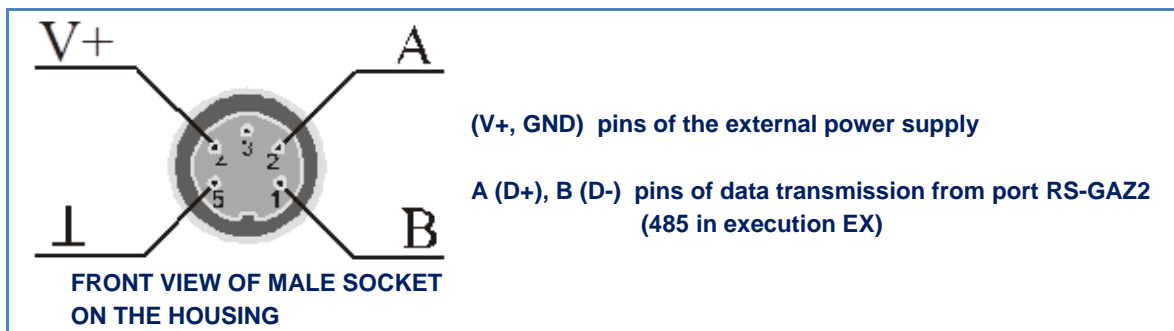 V+ A
3
2
5 1
⊥ B
FRONT VIEW OF MALE SOCKET
ON THE HOUSING
(V+, GND) pins of the external power supply
A (D+), B (D-) pins of data transmission from port RS-GAZ2
(485 in execution EX)